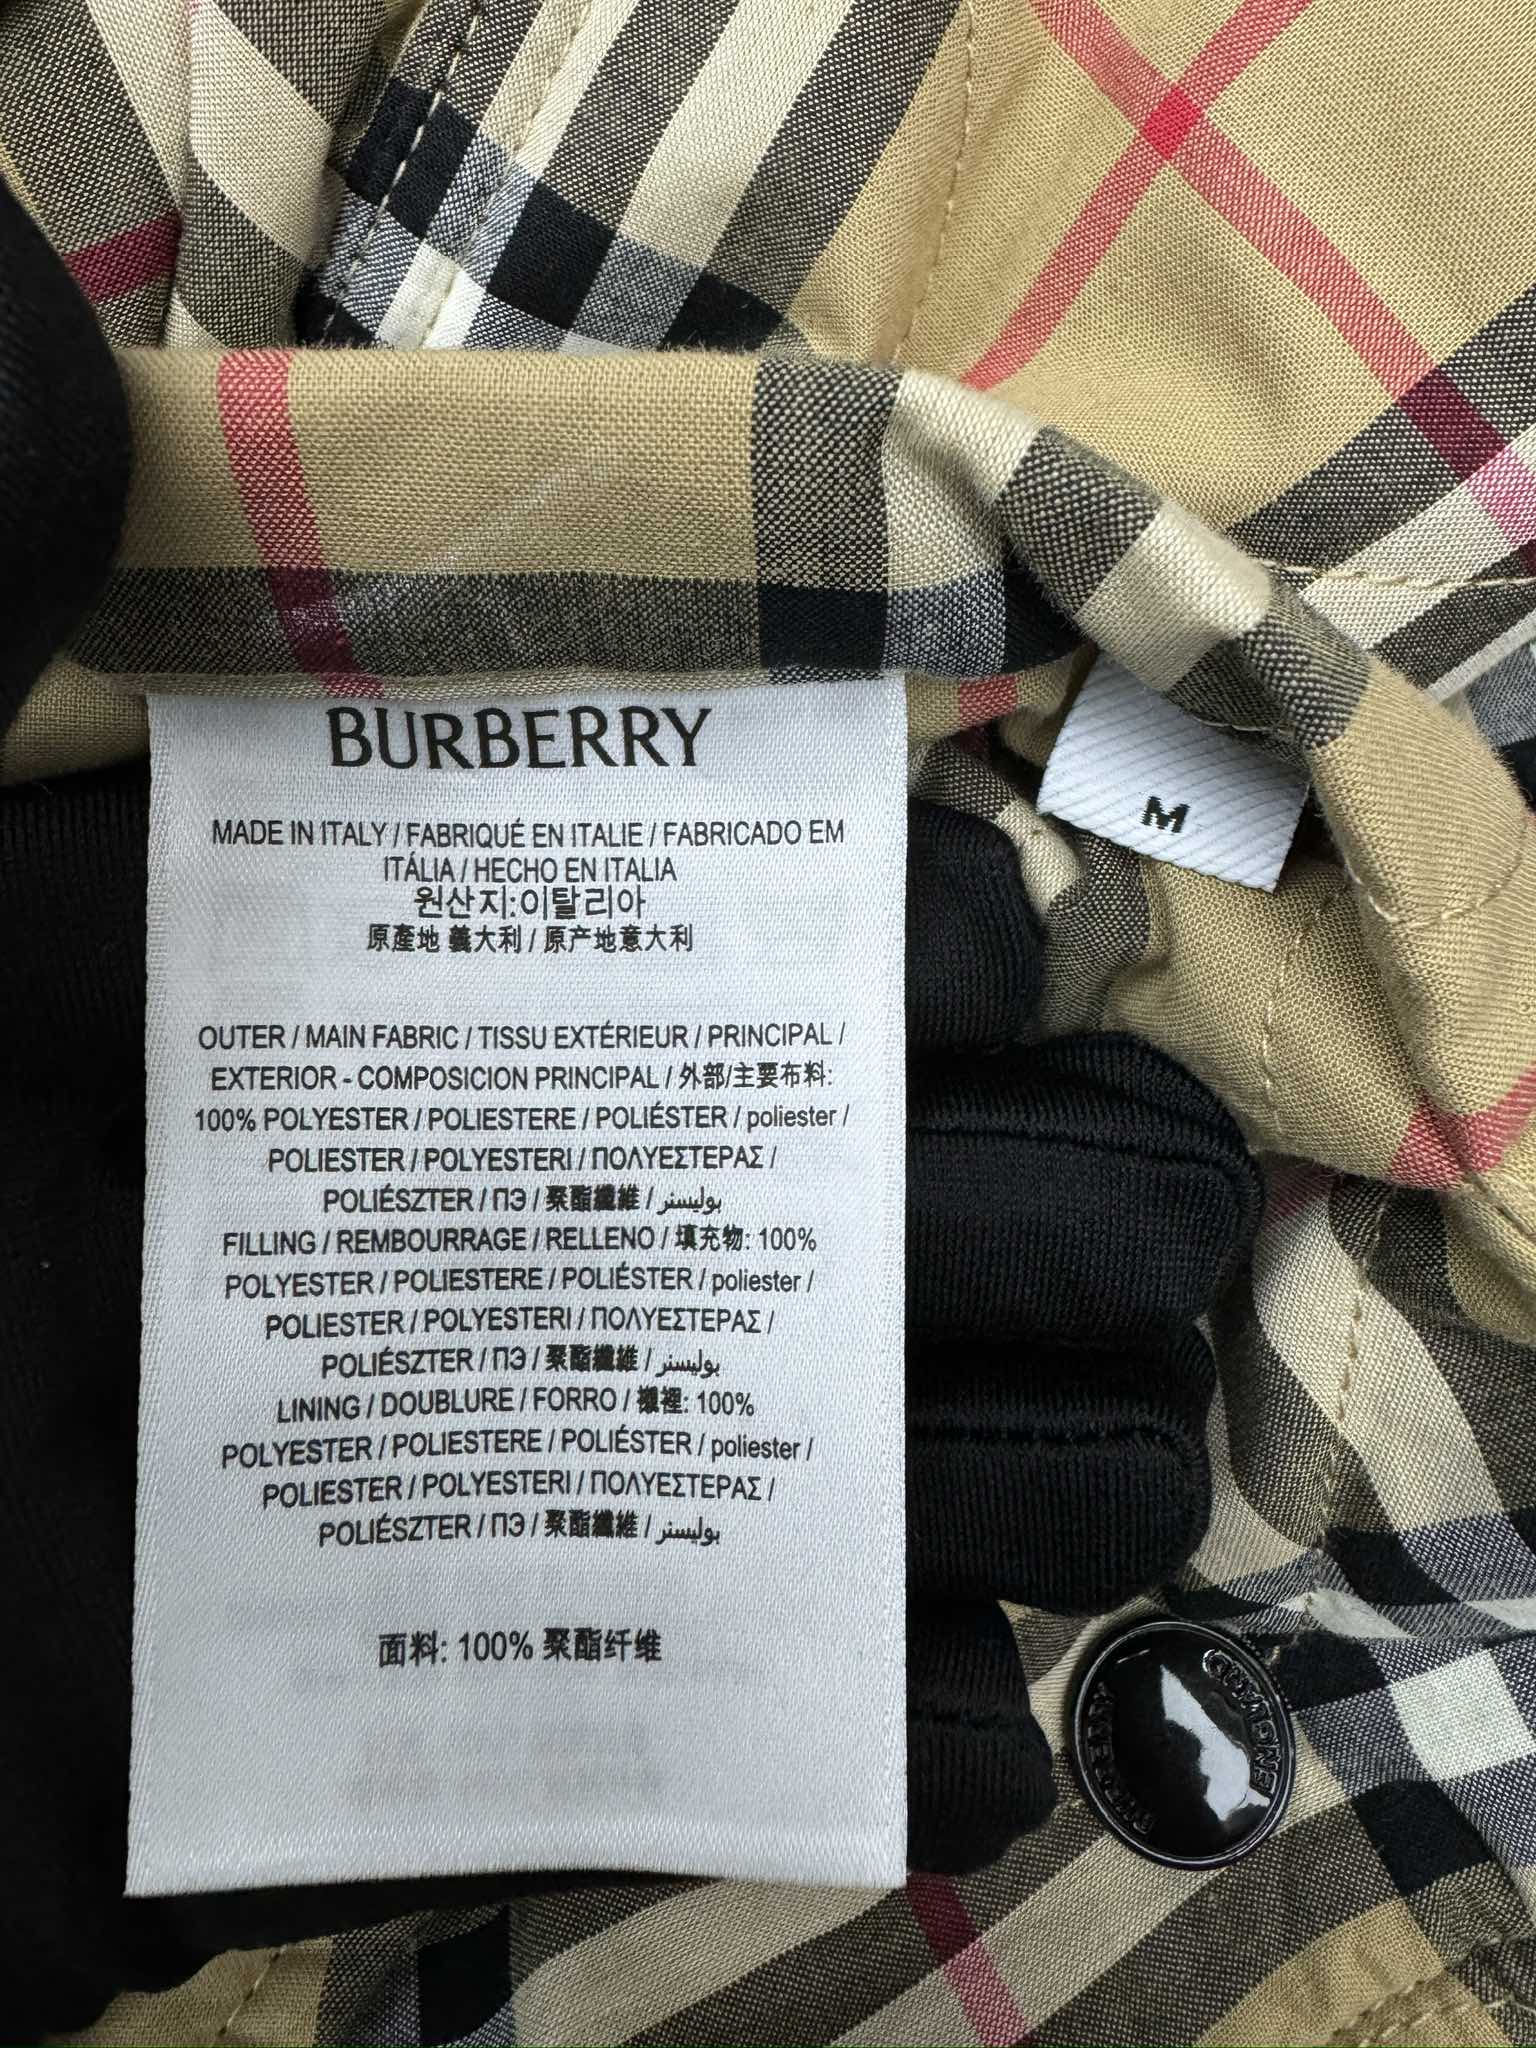 BURBERRY
MADE IN ITALY / FABRIQUÉ EN ITALIE / FABRICADO EM
ITÁLIA / HECHO EN ITALIA
원산지:이탈리아
原產地 義大利 / 原产地意大利
M
OUTER / MAIN FABRIC / TISSU EXTÉRIEUR / PRINCIPAL /
EXTERIOR - COMPOSICION PRINCIPAL / 外部/主要布料:
100% POLYESTER / POLIESTERE / POLIÉSTER / poliester /
POLIESTER / POLYESTERI / ΠΟΛΥΕΣΤΕΡΑΣ /
POLIÉSZTER / ПЭ / 聚酯纖維 / بوليستر
FILLING / REMBOURRAGE / RELLENO / 填充物: 100%
POLYESTER / POLIESTERE / POLIÉSTER / poliester /
POLIESTER / POLYESTERI / ΠΟΛΥΕΣΤΕΡΑΣ /
POLIÉSZTER / ПЭ / 聚酯纖維 / بوليستر
LINING / DOUBLURE / FORRO / 襯裡: 100%
POLYESTER / POLIESTERE / POLIÉSTER / poliester /
POLIESTER / POLYESTERI / ΠΟΛΥΕΣΤΕΡΑΣ /
POLIÉSZTER / ПЭ / 聚酯纖維 / بوليستر
面料: 100% 聚酯纤维
BURBERRY